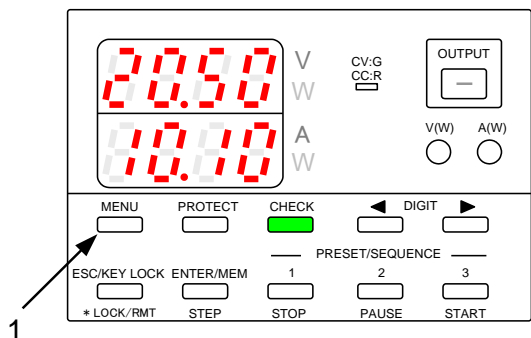 20.50 V
W
CV:G
CC:R
OUTPUT
10.10 A
W
V(W) A(W)
MENU PROTECT CHECK ◀ DIGIT ▶
PRESET/SEQUENCE
ESC/KEY LOCK ENTER/MEM 1 2 3
* LOCK/RMT STEP STOP PAUSE START
1